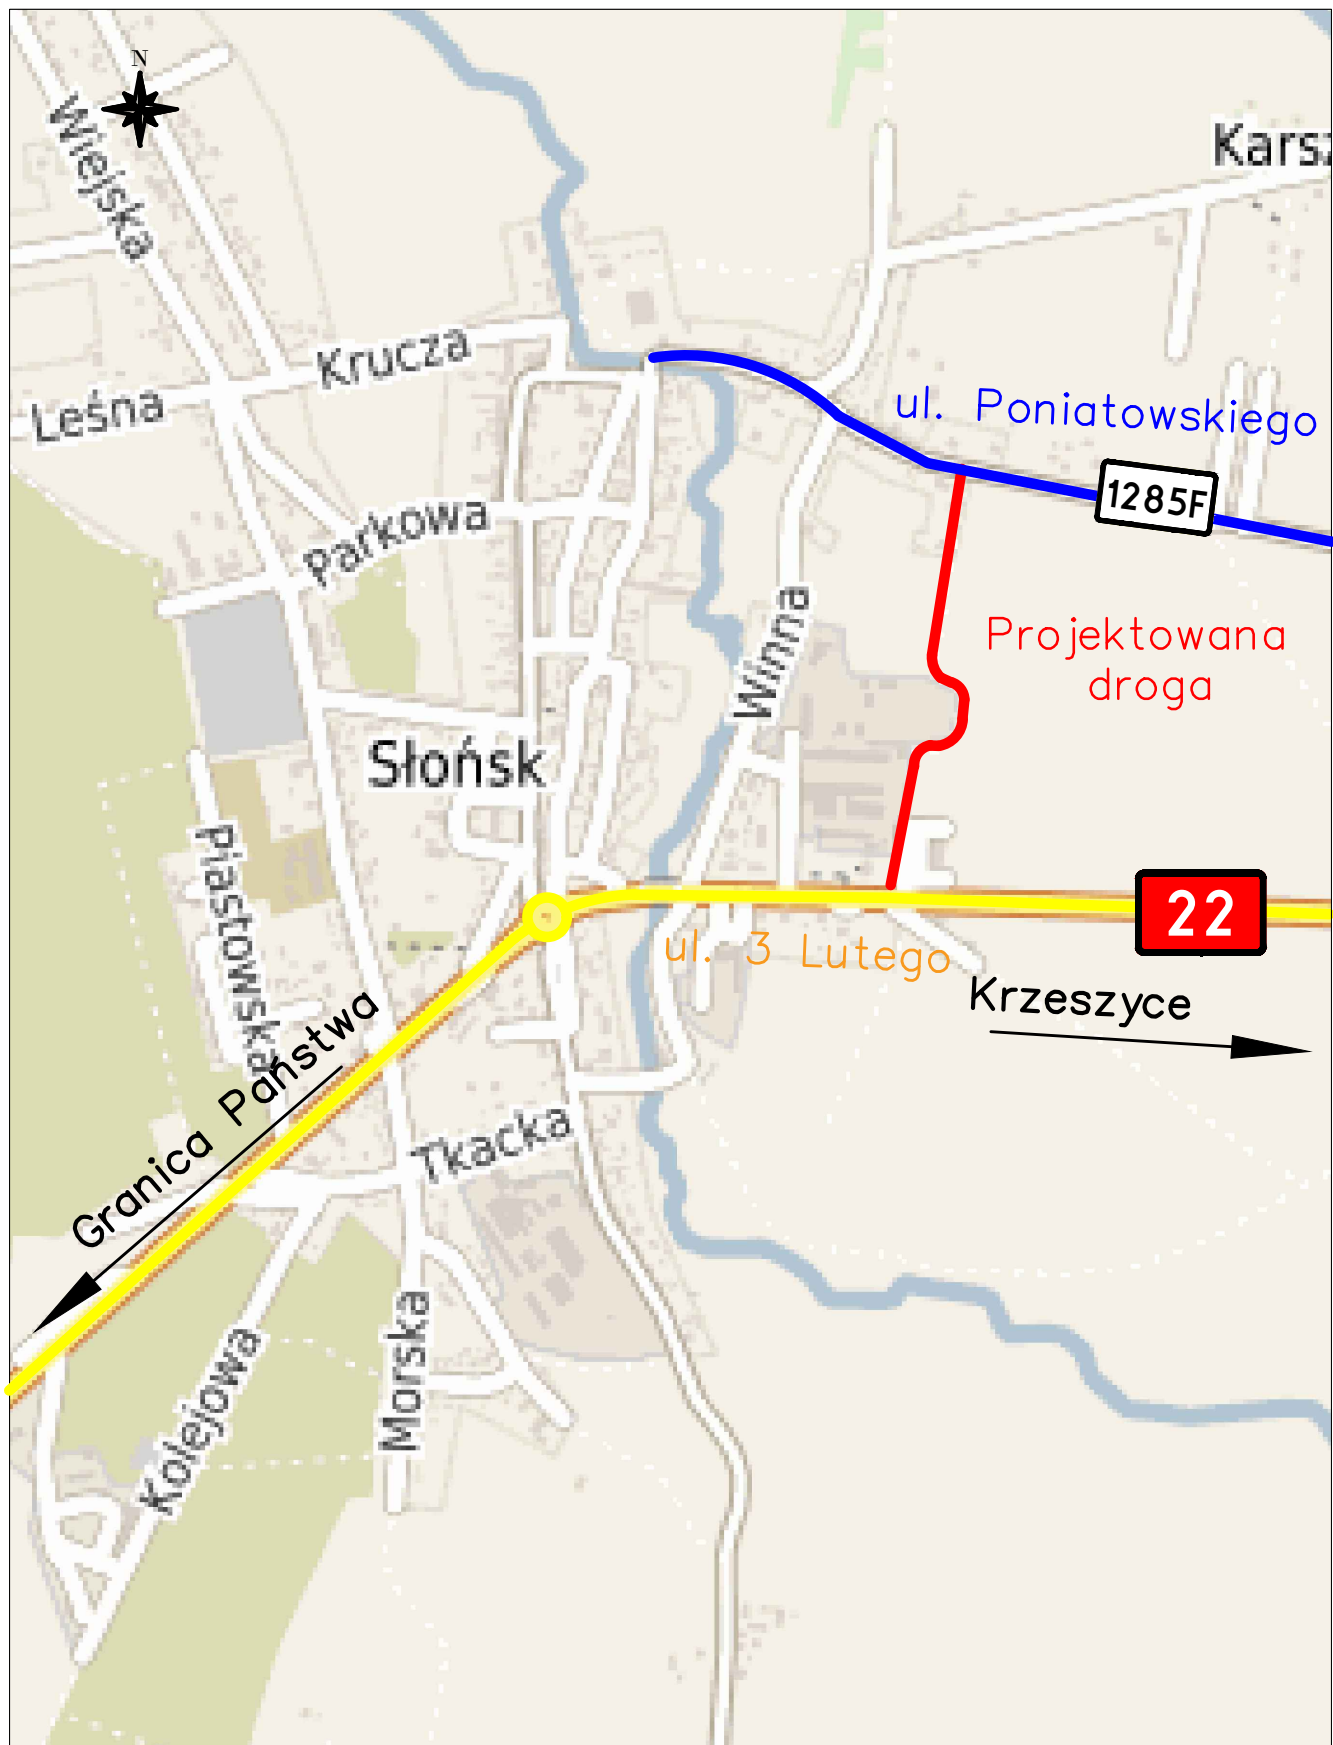 N
Wiejska
Kars
Krucza
Leśna
ul. Poniatowskiego
1285F
Parkowa
Winna
Projektowana
droga
Słońsk
Piastowska
22
ul. 3 Lutego
Krzeszyce
Granica Państwa
Tkacka
Morska
Kolejowa